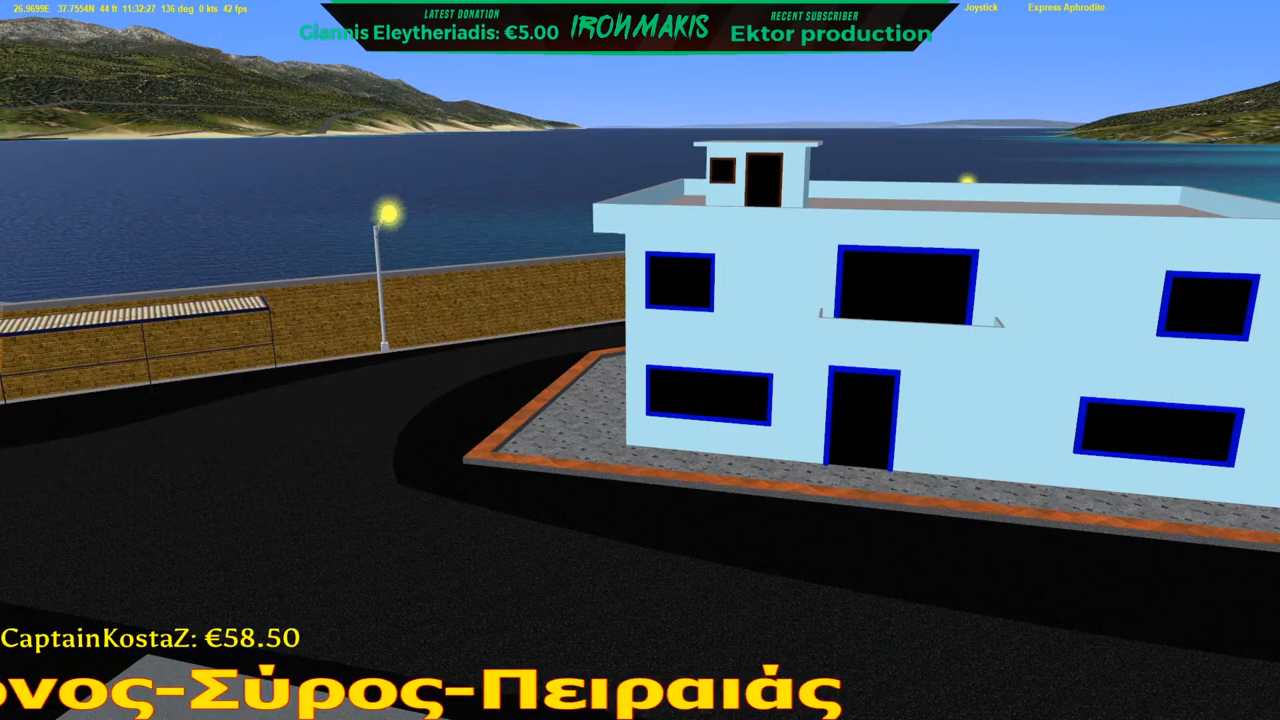 26.9699E 37.7554N 44 ft 11:32:27 136 deg 0 kts 42 fps
LATEST DONATION
Giannis Eleytheriadis: €5.00
IRONMAKIS
RECENT SUBSCRIBER
Ektor production
Joystick
Express Aphrodite
CaptainKostaZ: €58.50
ονος-Σύρος-Πειραιάς